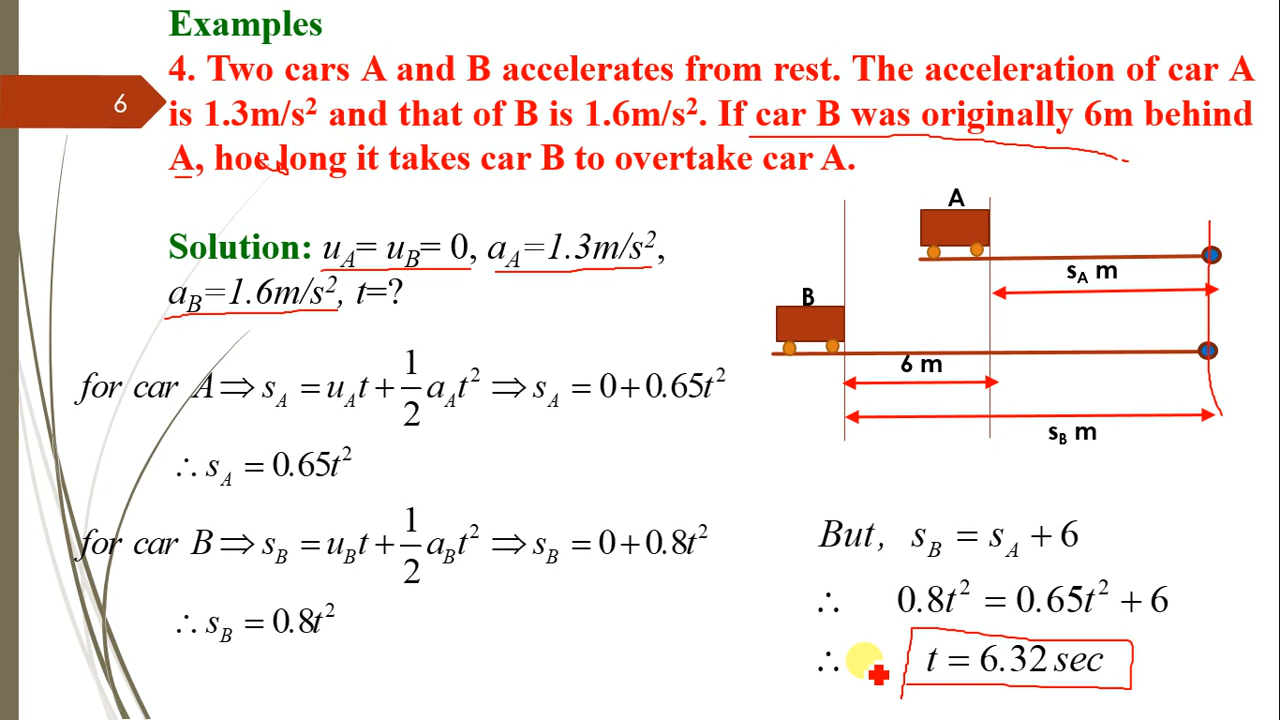 Examples
4. Two cars A and B accelerates from rest. The acceleration of car A
6
is 1.3m/s² and that of B is 1.6m/s². If car B was originally 6m behind
A, hoe long it takes car B to overtake car A.
A
Solution: u_A= u_B= 0, a_A=1.3m/s²,
s_A m
a_B=1.6m/s², t=?
B
6 m
for car A⇒ s_A = u_A t + 1/2 a_A t² ⇒ s_A = 0+0.65t²
s_B m
∴ s_A = 0.65t²
for car B⇒ s_B = u_B t + 1/2 a_B t² ⇒ s_B = 0+0.8t²
∴ s_B = 0.8t²
But, s_B = s_A + 6
∴ 0.8t² = 0.65t² + 6
∴ t = 6.32 sec